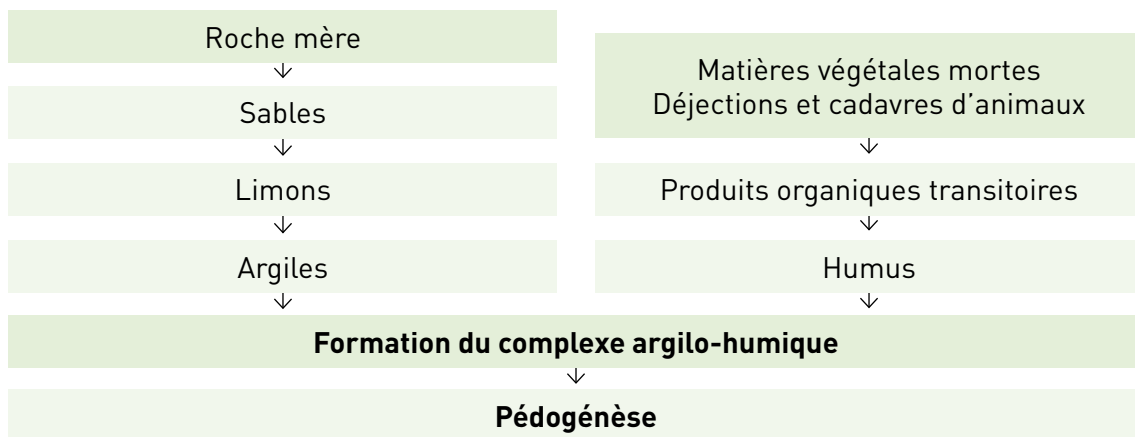 Roche mère
Sables
Limons
Argiles
Matières végétales mortes
Déjections et cadavres d’animaux
Produits organiques transitoires
Humus
Formation du complexe argilo-humique
Pédogénèse